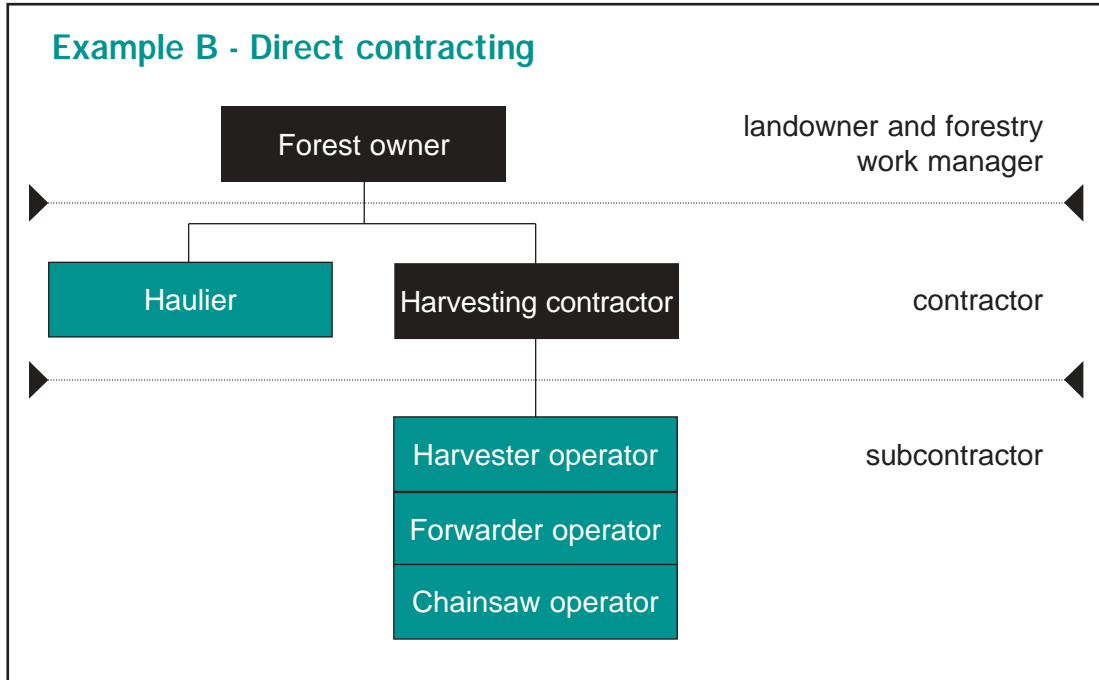 Example B - Direct contracting
Forest owner
landowner and forestry
work manager
Haulier
Harvesting contractor
contractor
Harvester operator
subcontractor
Forwarder operator
Chainsaw operator